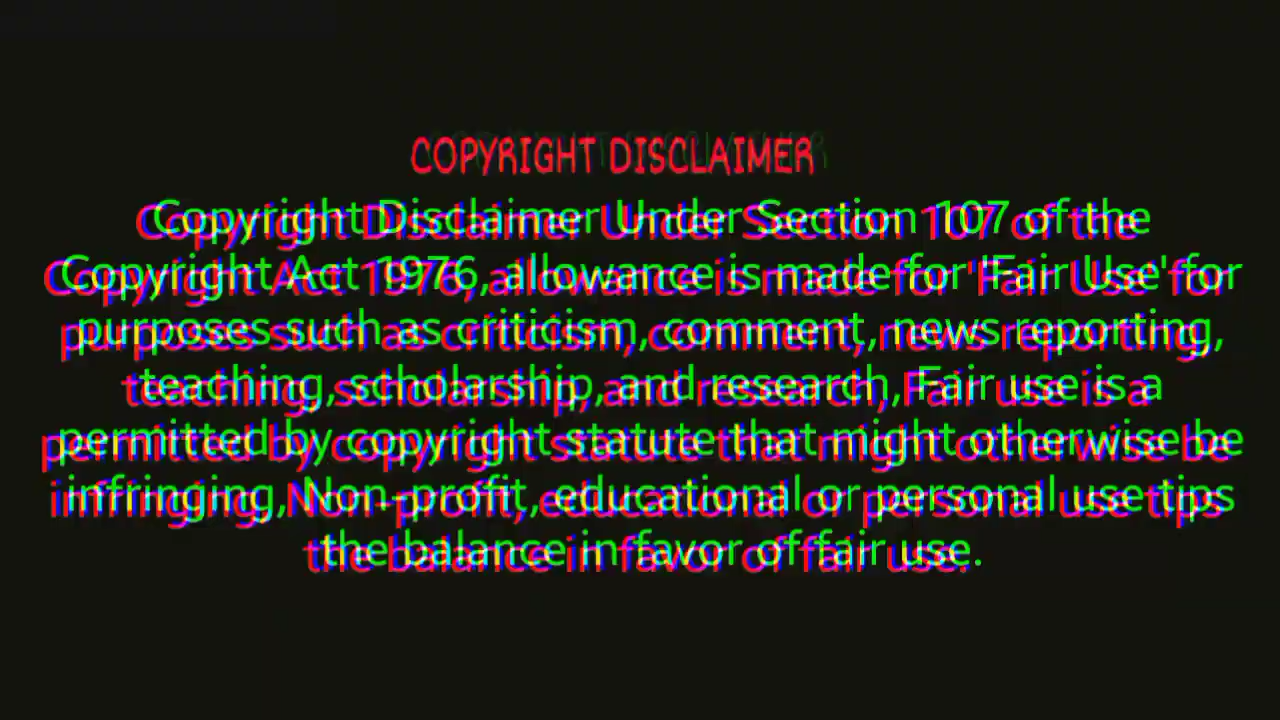 COPYRIGHT DISCLAIMER
Copyright Disclaimer Under Section 107 of the
Copyright Act 1976, allowance is made for 'Fair Use' for
purposes such as criticism, comment, news reporting,
teaching, scholarship, and research, Fair use is a
permitted by copyright statute that might otherwise be
infringing, Non-profit, educational or personal use tips
the balance in favor of fair use.